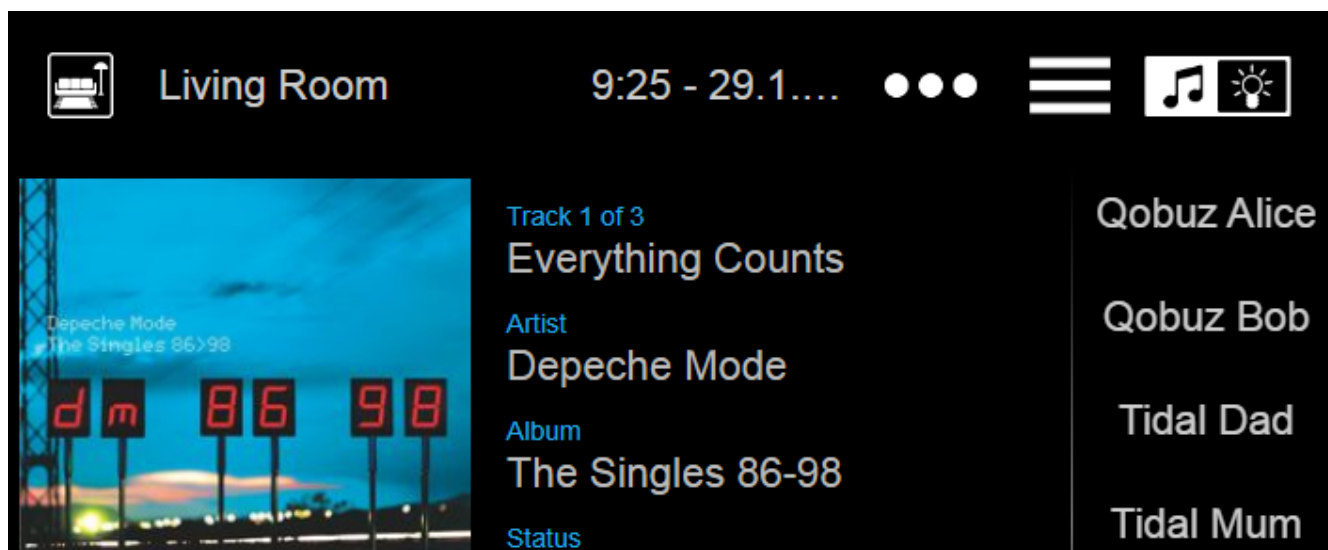 Living Room
9:25 - 29.1....
Depeche Mode
The Singles 86>98
dm 86 98
Track 1 of 3
Everything Counts
Artist
Depeche Mode
Album
The Singles 86-98
Status
Qobuz Alice
Qobuz Bob
Tidal Dad
Tidal Mum